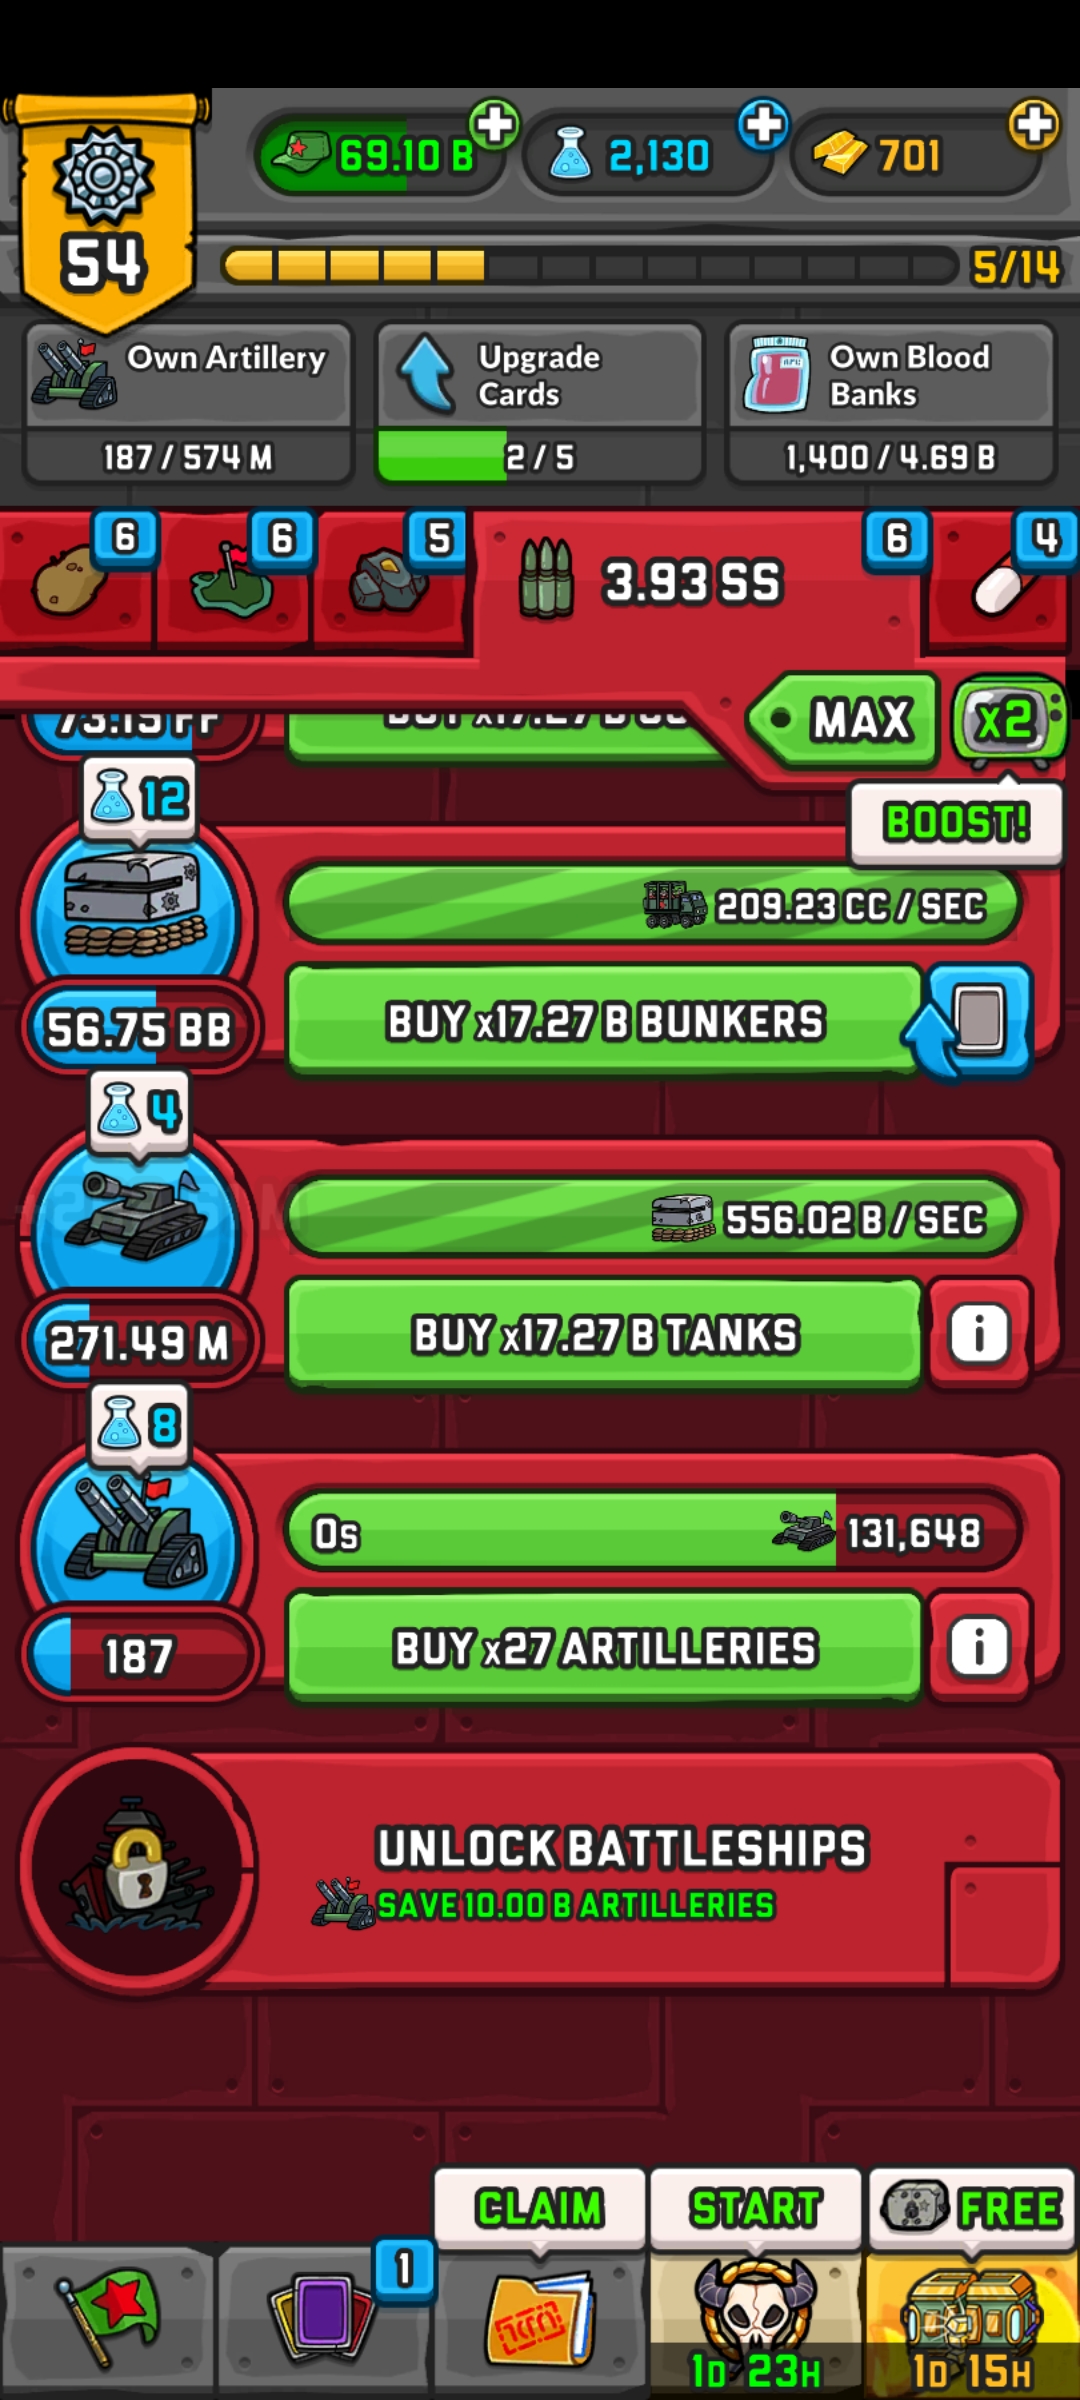 69.10 B
2,130
701
54
5/14
Own Artillery
187 / 574 M
Upgrade
Cards
2 / 5
Own Blood
Banks
1,400 / 4.69 B
6
6
5
3.93 SS
6
4
MAX
x2
BOOST!
12
209.23 CC / SEC
56.75 BB
BUY x17.27 B BUNKERS
4
556.02 B / SEC
271.49 M
BUY x17.27 B TANKS
i
8
0s
131,648
187
BUY x27 ARTILLERIES
i
UNLOCK BATTLESHIPS
SAVE 10.00 B ARTILLERIES
CLAIM
START
FREE
1
1D 23H
1D 15H